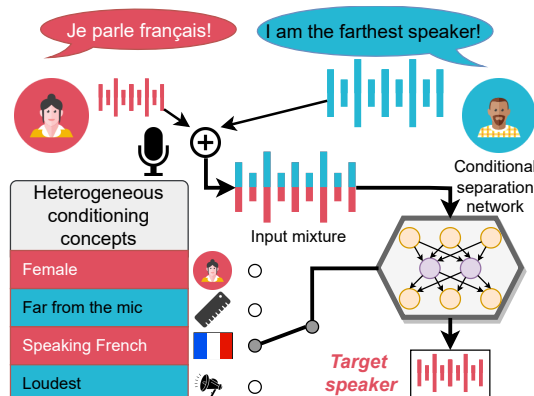 Je parle français!
I am the farthest speaker!
Conditional
separation
network
Input mixture
Heterogeneous
conditioning
concepts
Female
Far from the mic
Speaking French
Loudest
Target
speaker